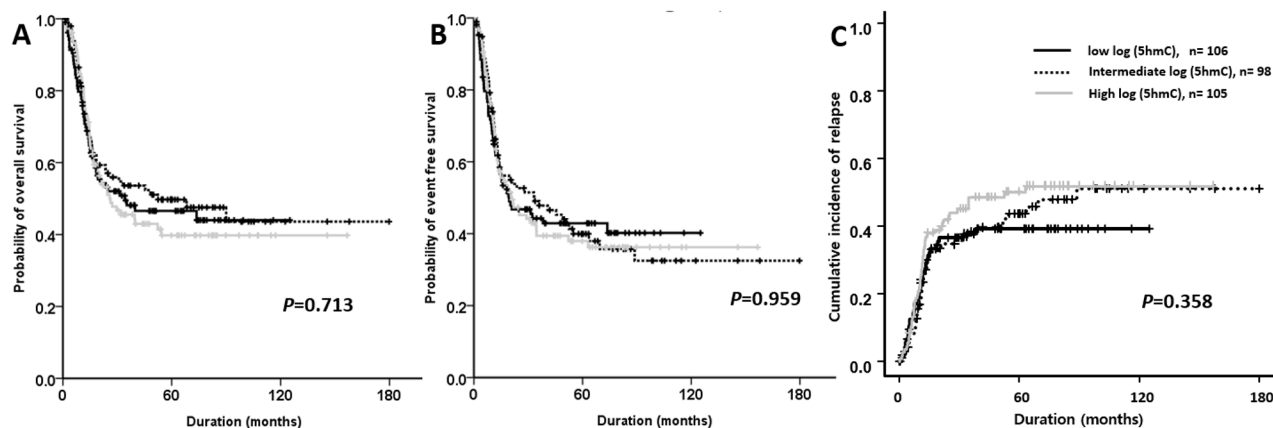 A
Probability of overall survival
1.0
0.8
0.6
0.4
0.2
0.0
P=0.713
0 60 120 180
Duration (months)
B
Probability of event free survival
1.0
0.8
0.6
0.4
0.2
0.0
P=0.959
0 60 120 180
Duration (months)
C
Cumulative incidence of relapse
1.0
0.8
0.6
0.4
0.2
0.0
low log (5hmC), n= 106
Intermediate log (5hmC), n= 98
High log (5hmC), n= 105
P=0.358
0 60 120 180
Duration (months)